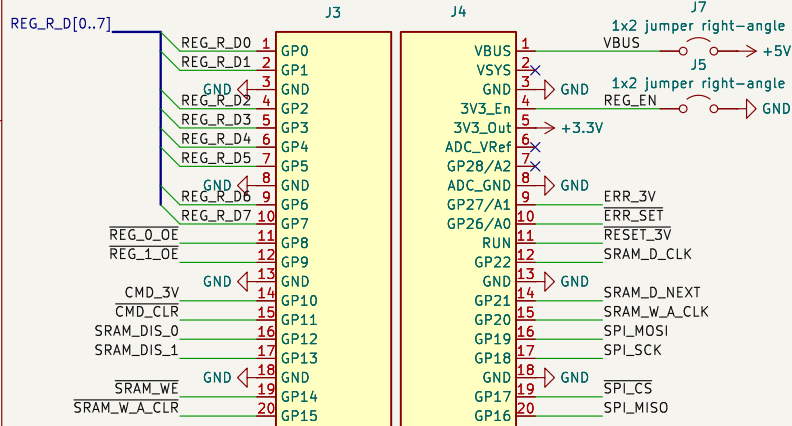 J3 J4 J7
REG_R_D[0..7] 1x2 jumper right-angle
REG_R_D0 1 GP0 VBUS 1 VBUS +5V
REG_R_D1 2 GP1 VSYS 2 J5
GND 3 GND GND 3 GND 1x2 jumper right-angle
REG_R_D2 4 GP2 3V3_En 4 REG_EN GND
REG_R_D3 5 GP3 3V3_Out 5 +3.3V
REG_R_D4 6 GP4 ADC_VRef 6
REG_R_D5 7 GP5 GP28/A2 7
GND 8 GND ADC_GND 8 GND
REG_R_D6 9 GP6 GP27/A1 9 ERR_3V
REG_R_D7 10 GP7 GP26/A0 10 ERR_SET
REG_0_OE 11 GP8 RUN 11 RESET_3V
REG_1_OE 12 GP9 GP22 12 SRAM_D_CLK
GND 13 GND GND 13 GND
CMD_3V 14 GP10 GP21 14 SRAM_D_NEXT
CMD_CLR 15 GP11 GP20 15 SRAM_W_A_CLK
SRAM_DIS_0 16 GP12 GP19 16 SPI_MOSI
SRAM_DIS_1 17 GP13 GP18 17 SPI_SCK
GND 18 GND GND 18 GND
SRAM_WE 19 GP14 GP17 19 SPI_CS
SRAM_W_A_CLR 20 GP15 GP16 20 SPI_MISO